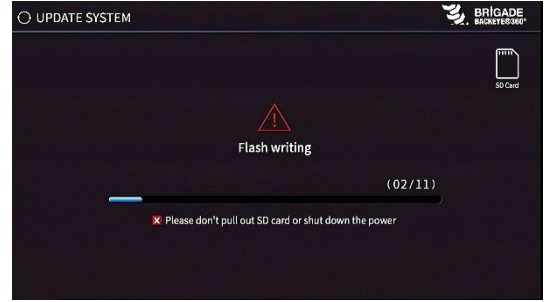 UPDATE SYSTEM
BRIGADE
BACKEYE®360°
SD Card
Flash writing
(02/11)
Please don't pull out SD card or shut down the power